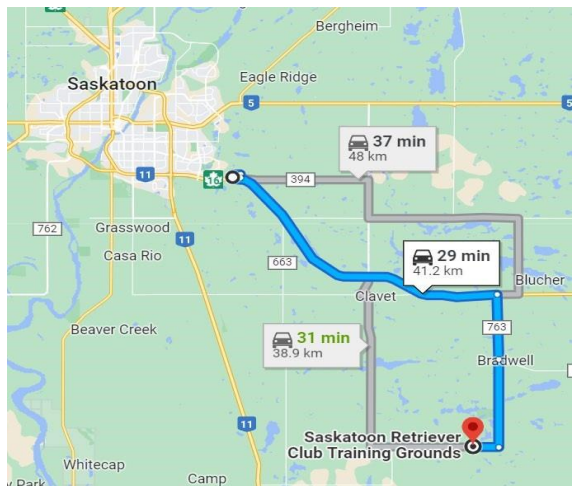 Bergheim
Saskatoon
Eagle Ridge
5
5
37 min
48 km
11
16
394
762
Grasswood
11
Casa Rio
663
29 min
41.2 km
Blucher
Clavet
Beaver Creek
763
31 min
38.9 km
Bradwell
11
Saskatoon Retriever
Club Training Grounds
Whitecap
Camp
Park